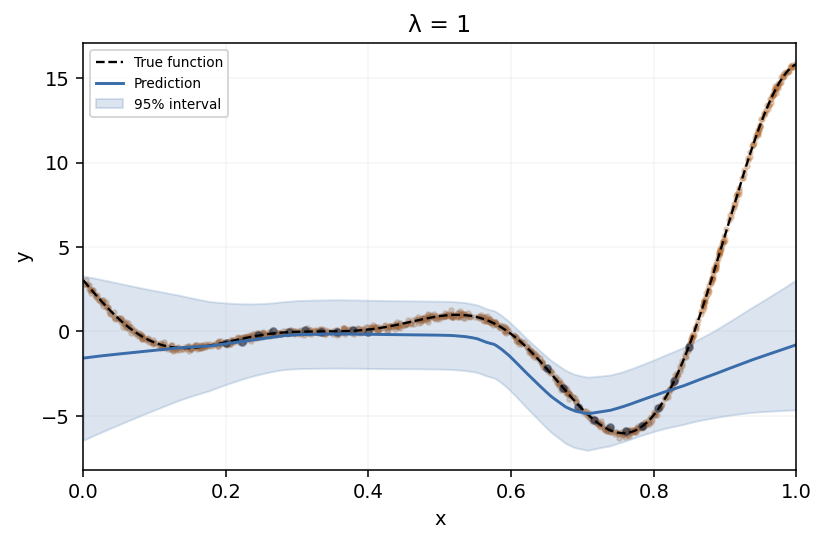 λ = 1
True function
Prediction
95% interval
y
15
10
5
0
−5
0.0 0.2 0.4 0.6 0.8 1.0
x